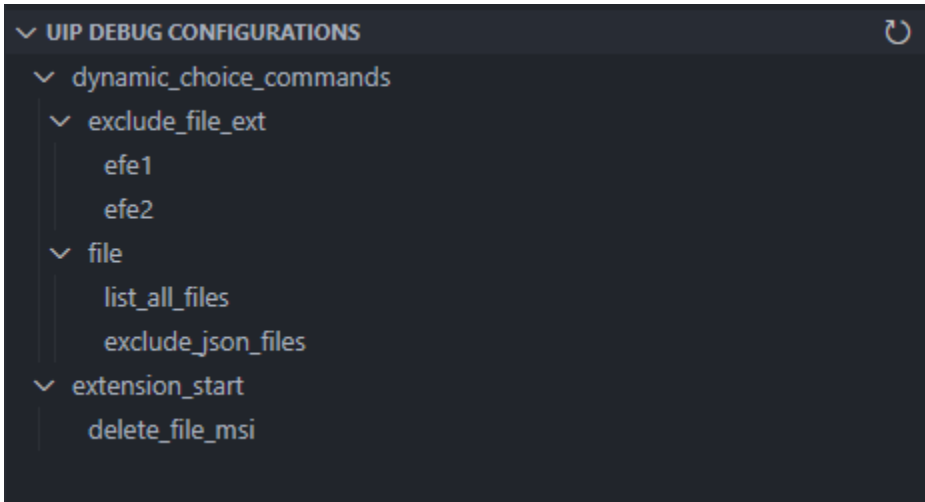 UIP DEBUG CONFIGURATIONS
dynamic_choice_commands
exclude_file_ext
efe1
efe2
file
list_all_files
exclude_json_files
extension_start
delete_file_msi